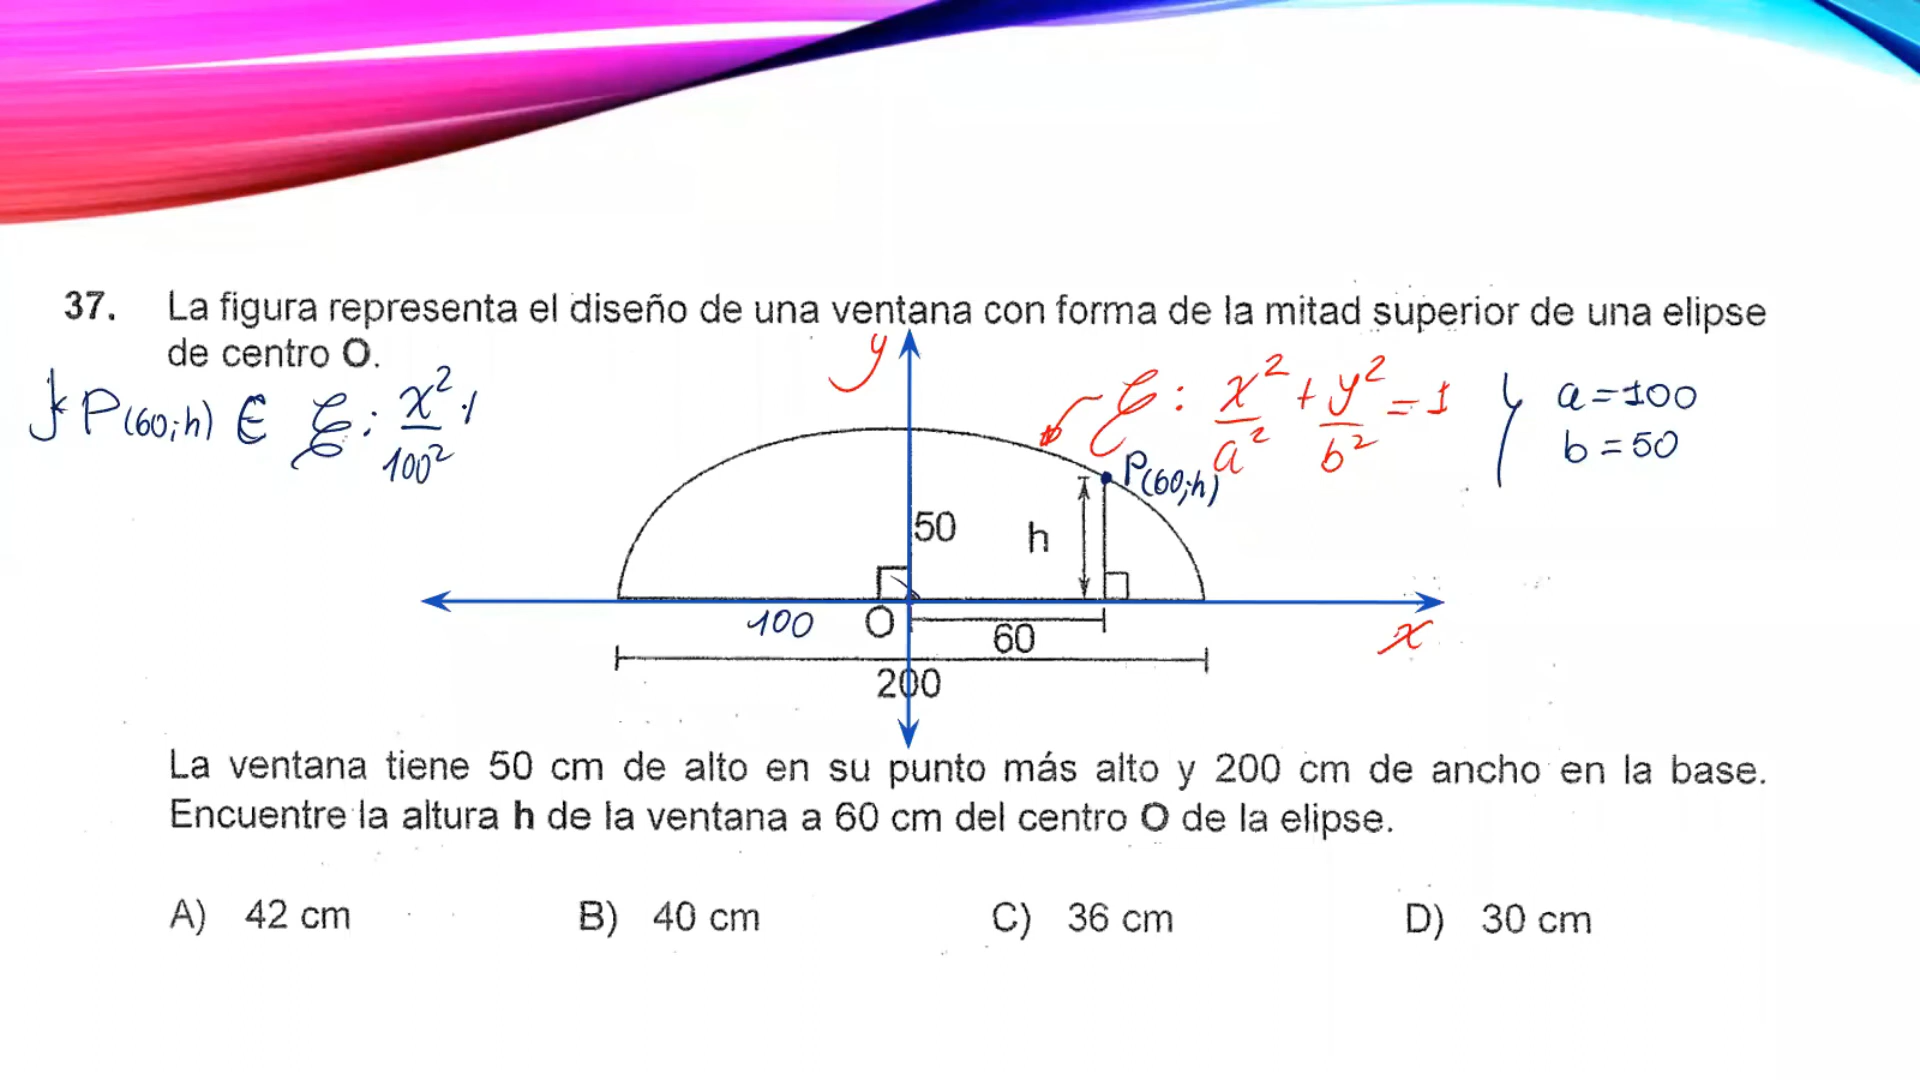 37. La figura representa el diseño de una ventana con forma de la mitad superior de una elipse
de centro O.
y
P(60;h) ∈ ξ: x²/100² +
ξ: x²/a² + y²/b² = 1
a = 100
b = 50
P(60;h)
50 h
100 O 60
x
200
La ventana tiene 50 cm de alto en su punto más alto y 200 cm de ancho en la base.
Encuentre la altura h de la ventana a 60 cm del centro O de la elipse.
A) 42 cm B) 40 cm C) 36 cm D) 30 cm